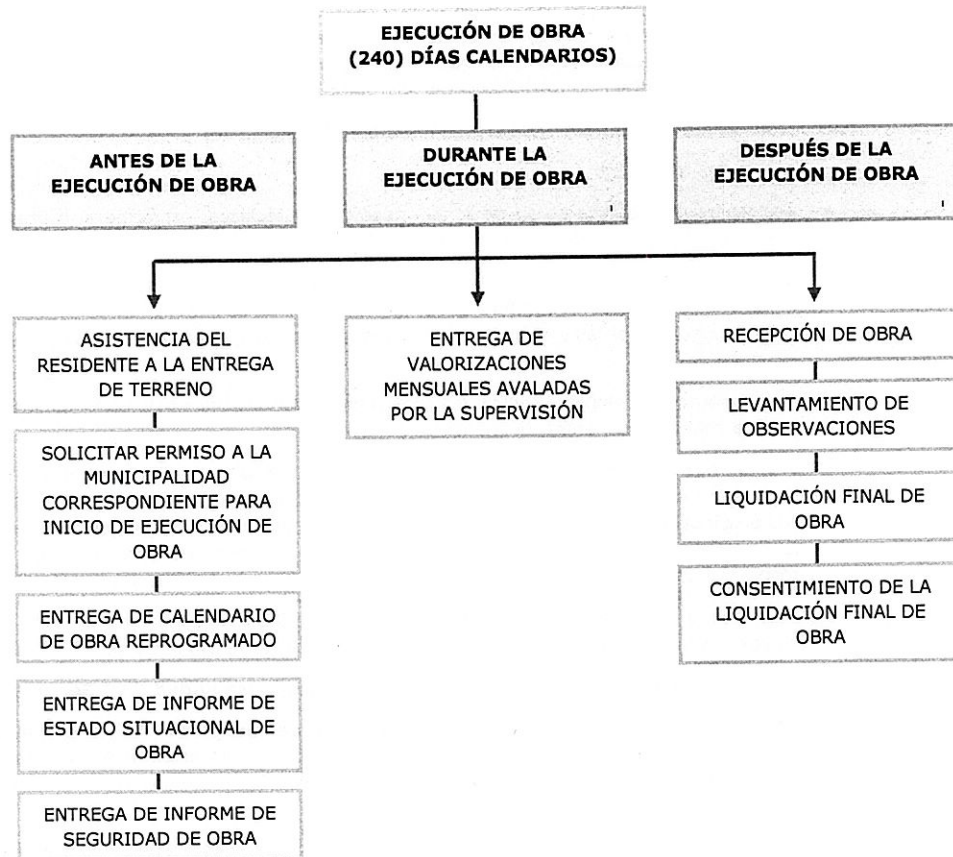 EJECUCIÓN DE OBRA
(240) DÍAS CALENDARIOS)
ANTES DE LA
EJECUCIÓN DE OBRA
DURANTE LA
EJECUCIÓN DE OBRA
DESPUÉS DE LA
EJECUCIÓN DE OBRA
ASISTENCIA DEL
RESIDENTE A LA ENTREGA
DE TERRENO
SOLICITAR PERMISO A LA
MUNICIPALIDAD
CORRESPONDIENTE PARA
INICIO DE EJECUCIÓN DE
OBRA
ENTREGA DE CALENDARIO
DE OBRA REPROGRAMADO
ENTREGA DE INFORME DE
ESTADO SITUACIONAL DE
OBRA
ENTREGA DE INFORME DE
SEGURIDAD DE OBRA
ENTREGA DE
VALORIZACIONES
MENSUALES AVALADAS
POR LA SUPERVISIÓN
RECEPCIÓN DE OBRA
LEVANTAMIENTO DE
OBSERVACIONES
LIQUIDACIÓN FINAL DE
OBRA
CONSENTIMIENTO DE LA
LIQUIDACIÓN FINAL DE
OBRA